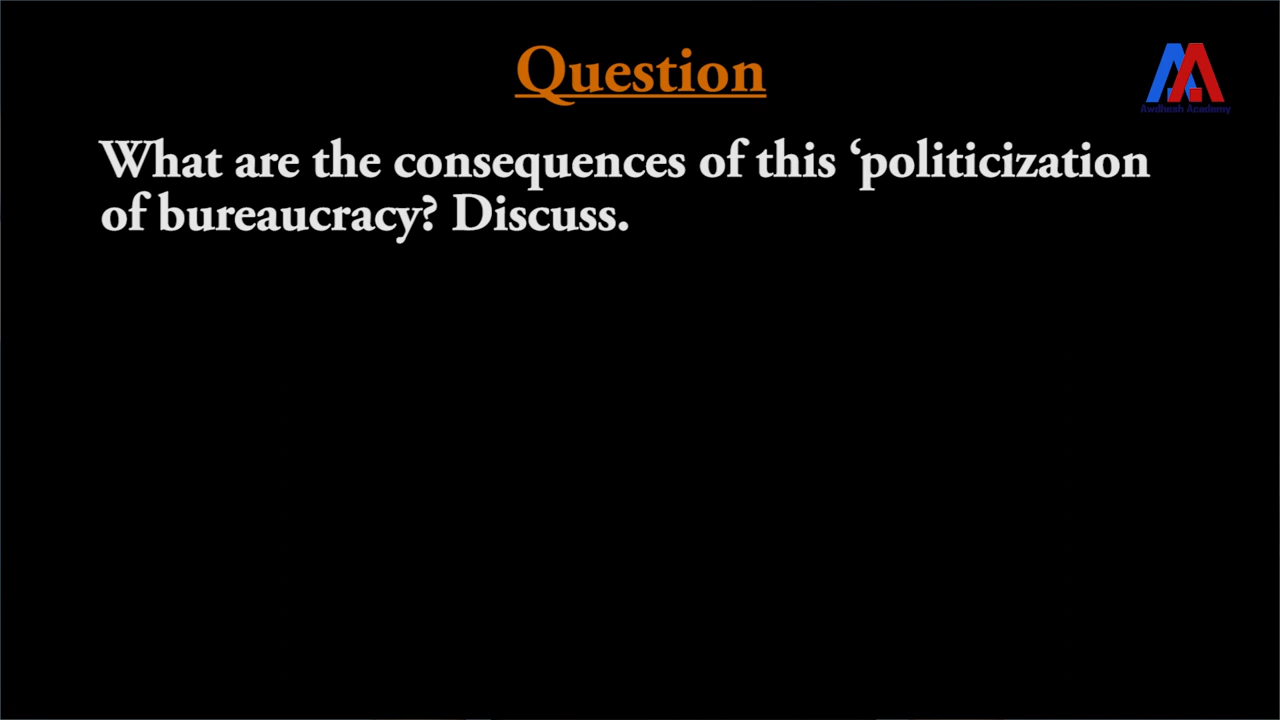 Question
Awdhesh Academy
What are the consequences of this ‘politicization
of bureaucracy? Discuss.